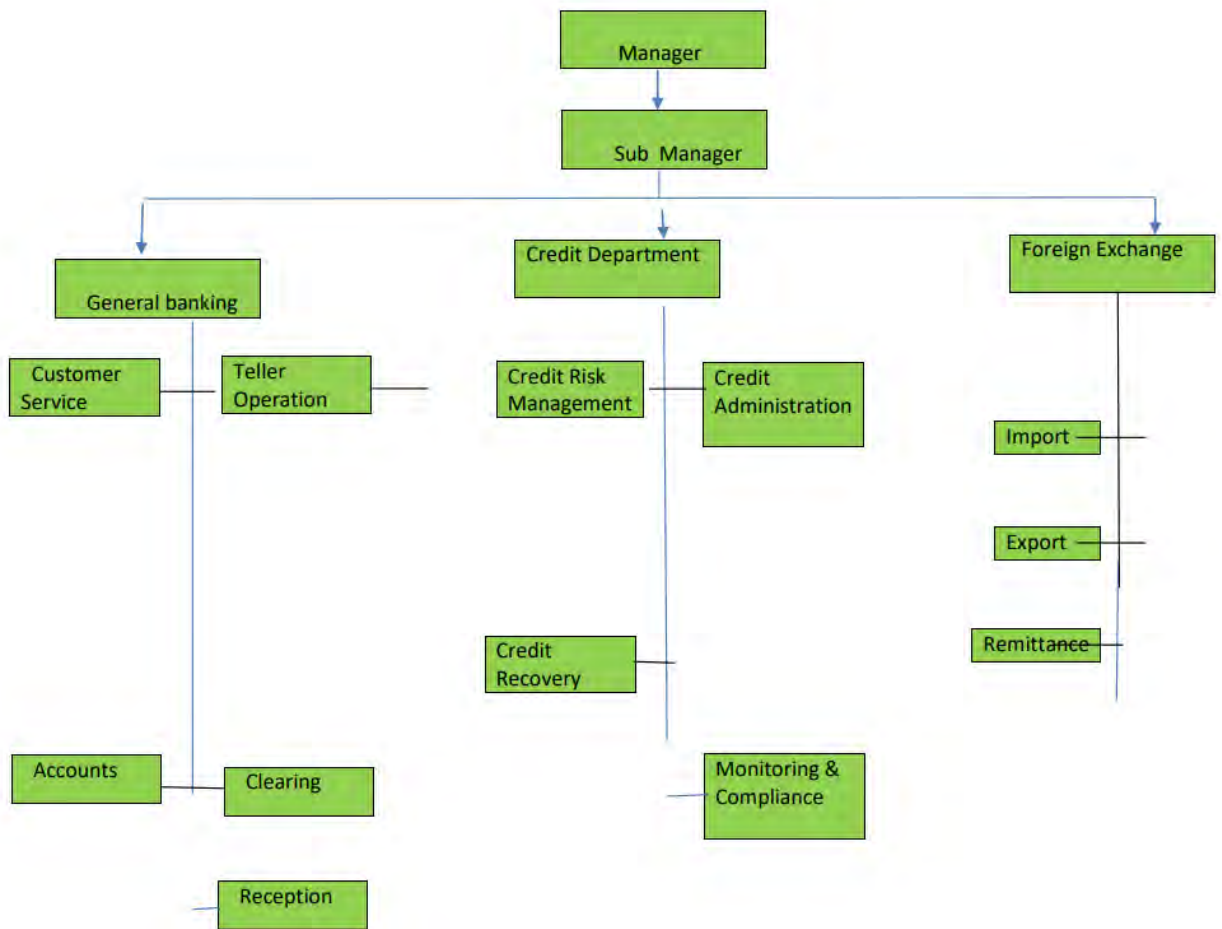 Manager
Sub Manager
General banking
Credit Department
Foreign Exchange
Customer
Service
Teller
Operation
Credit Risk
Management
Credit
Administration
Import
Export
Credit
Recovery
Remittance
Accounts
Clearing
Monitoring &
Compliance
Reception